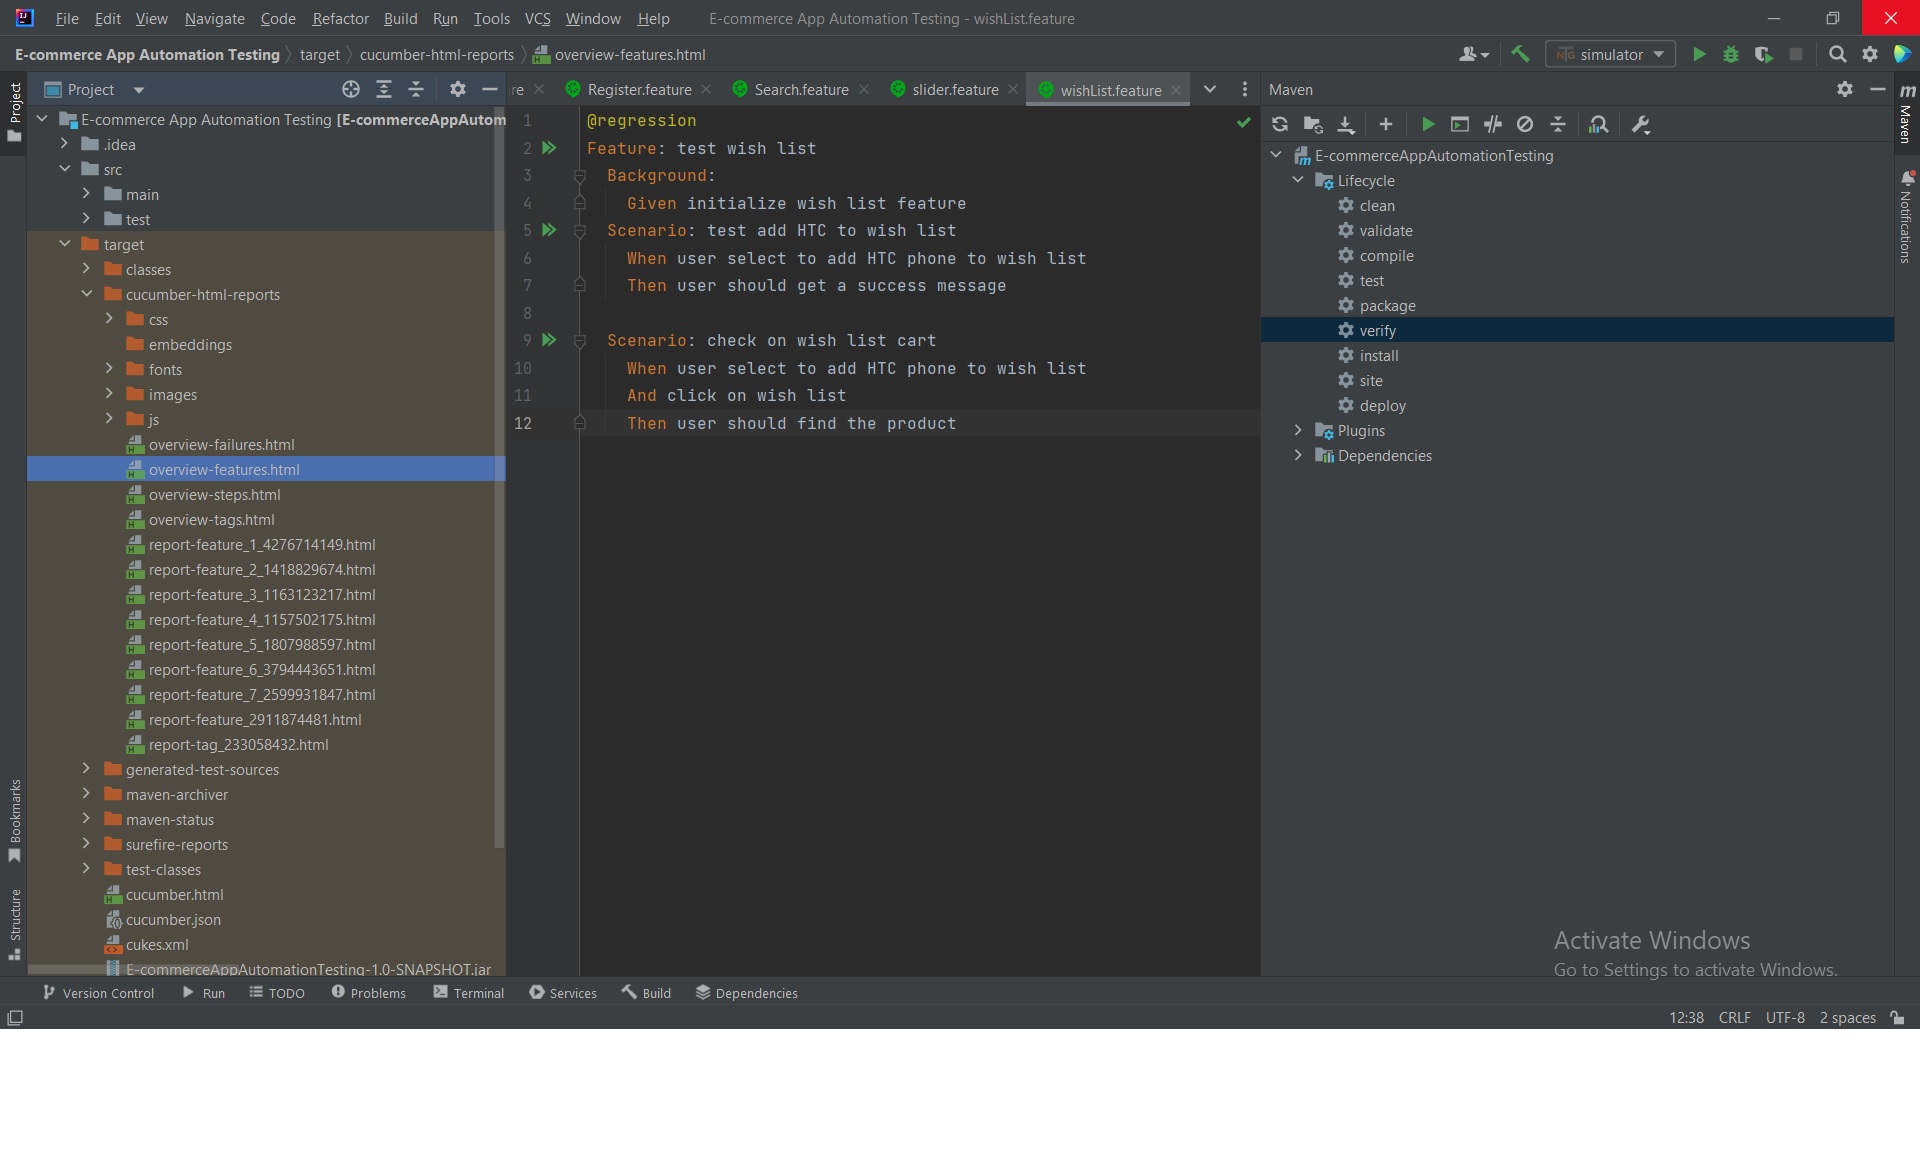 File Edit View Navigate Code Refactor Build Run Tools VCS Window Help E-commerce App Automation Testing - wishList.feature
E-commerce App Automation Testing target cucumber-html-reports overview-features.html simulator
Project
re Register.feature Search.feature slider.feature wishList.feature
Maven
Project
E-commerce App Automation Testing [E-commerceAppAutom
.idea
src
main
test
target
classes
cucumber-html-reports
css
embeddings
fonts
images
js
overview-failures.html
overview-features.html
overview-steps.html
overview-tags.html
report-feature_1_4276714149.html
report-feature_2_1418829674.html
report-feature_3_1163123217.html
report-feature_4_1157502175.html
report-feature_5_1807988597.html
report-feature_6_3794443651.html
report-feature_7_2599931847.html
report-feature_2911874481.html
report-tag_233058432.html
generated-test-sources
maven-archiver
maven-status
surefire-reports
test-classes
cucumber.html
cucumber.json
cukes.xml
E-commerceAppAutomationTesting-1.0-SNAPSHOT.jar
Bookmarks
Structure
1 @regression
2 Feature: test wish list
3 Background:
4 Given initialize wish list feature
5 Scenario: test add HTC to wish list
6 When user select to add HTC phone to wish list
7 Then user should get a success message
8
9 Scenario: check on wish list cart
10 When user select to add HTC phone to wish list
11 And click on wish list
12 Then user should find the product
E-commerceAppAutomationTesting
Lifecycle
clean
validate
compile
test
package
verify
install
site
deploy
Plugins
Dependencies
Maven
Notifications
Activate Windows
Go to Settings to activate Windows.
Version Control Run TODO Problems Terminal Services Build Dependencies
12:38 CRLF UTF-8 2 spaces